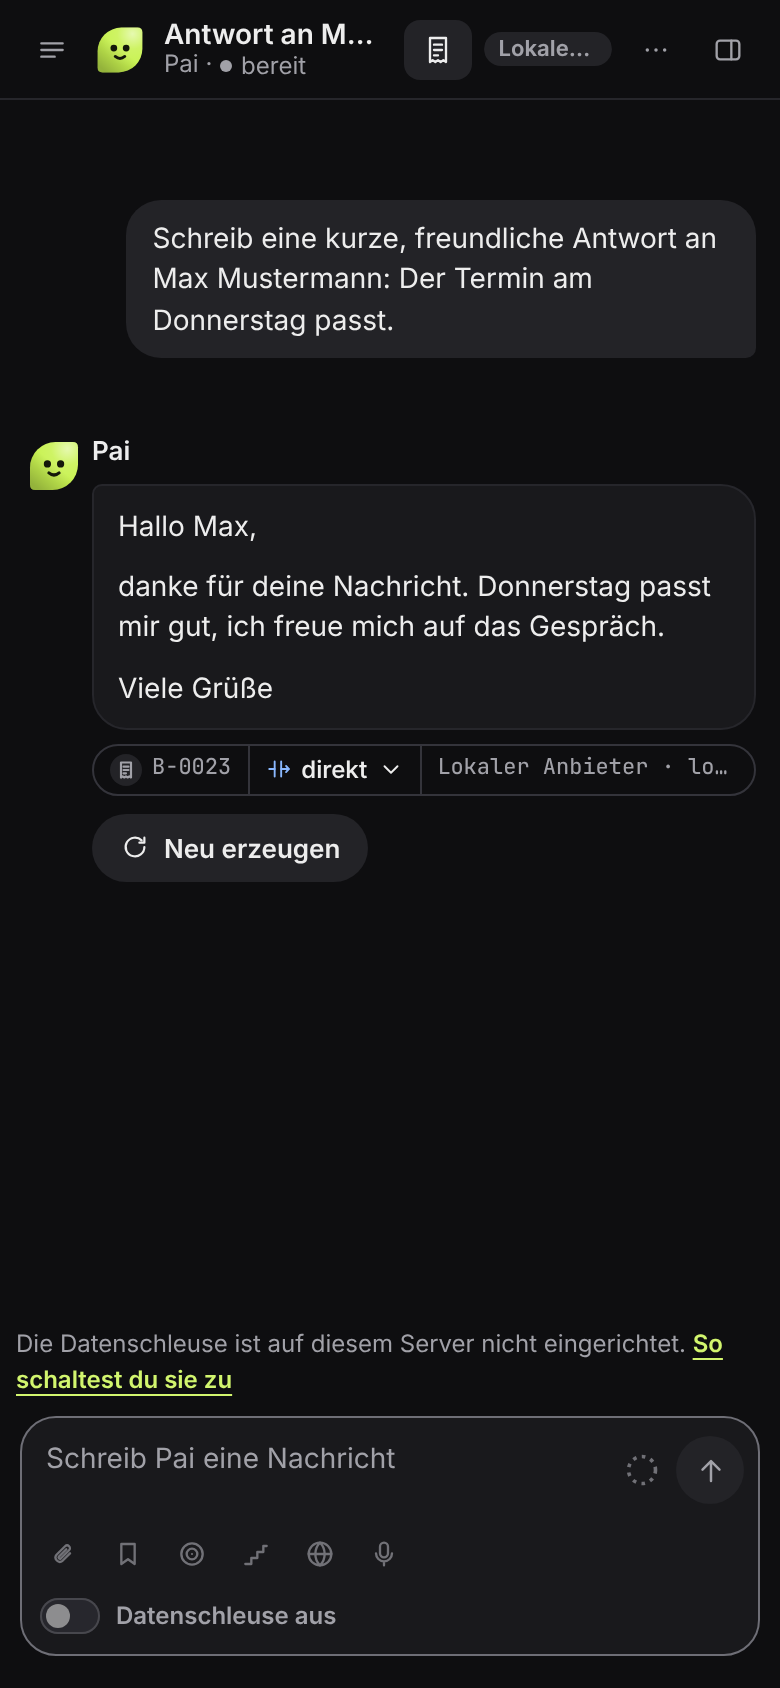 Antwort an M...
Pai · bereit
Lokale...
Schreib eine kurze, freundliche Antwort an
Max Mustermann: Der Termin am
Donnerstag passt.
Pai
Hallo Max,
danke für deine Nachricht. Donnerstag passt
mir gut, ich freue mich auf das Gespräch.
Viele Grüße
B-0023
direkt
Lokaler Anbieter · lo…
Neu erzeugen
Die Datenschleuse ist auf diesem Server nicht eingerichtet. So
schaltest du sie zu
Schreib Pai eine Nachricht
Datenschleuse aus